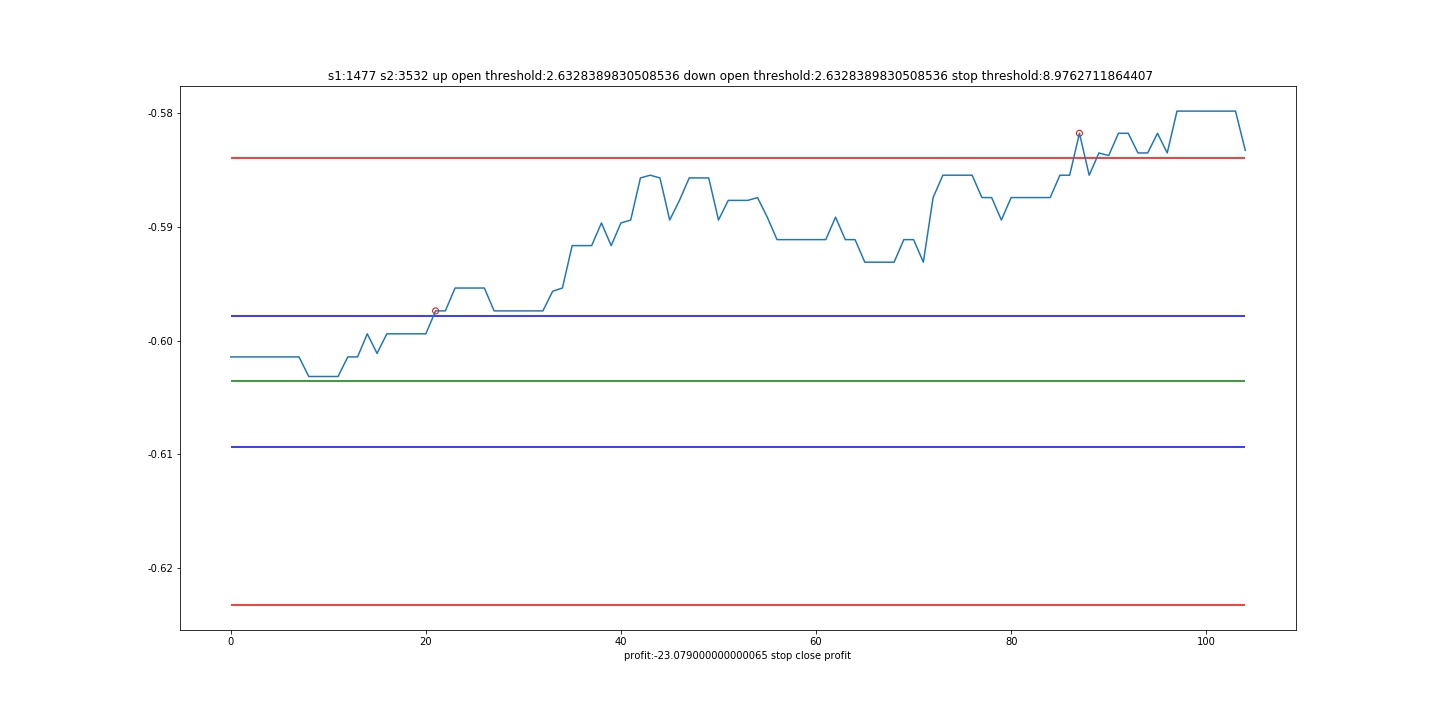 s1:1477 s2:3532 up open threshold:2.6328389830508536 down open threshold:2.6328389830508536 stop threshold:8.9762711864407
-0.58
-0.59
-0.60
-0.61
-0.62
0 20 40 60 80 100
profit:-23.079000000000065 stop close profit